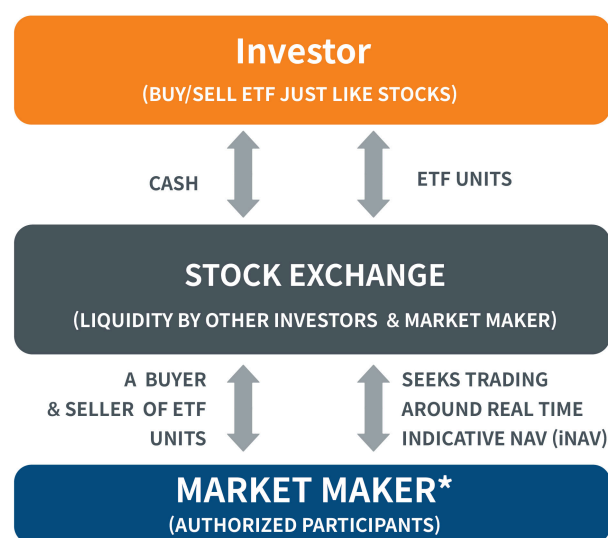 Investor
(BUY/SELL ETF JUST LIKE STOCKS)
CASH
ETF UNITS
STOCK EXCHANGE
(LIQUIDITY BY OTHER INVESTORS & MARKET MAKER)
A BUYER
& SELLER OF ETF
UNITS
SEEKS TRADING
AROUND REAL TIME
INDICATIVE NAV (iNAV)
MARKET MAKER*
(AUTHORIZED PARTICIPANTS)